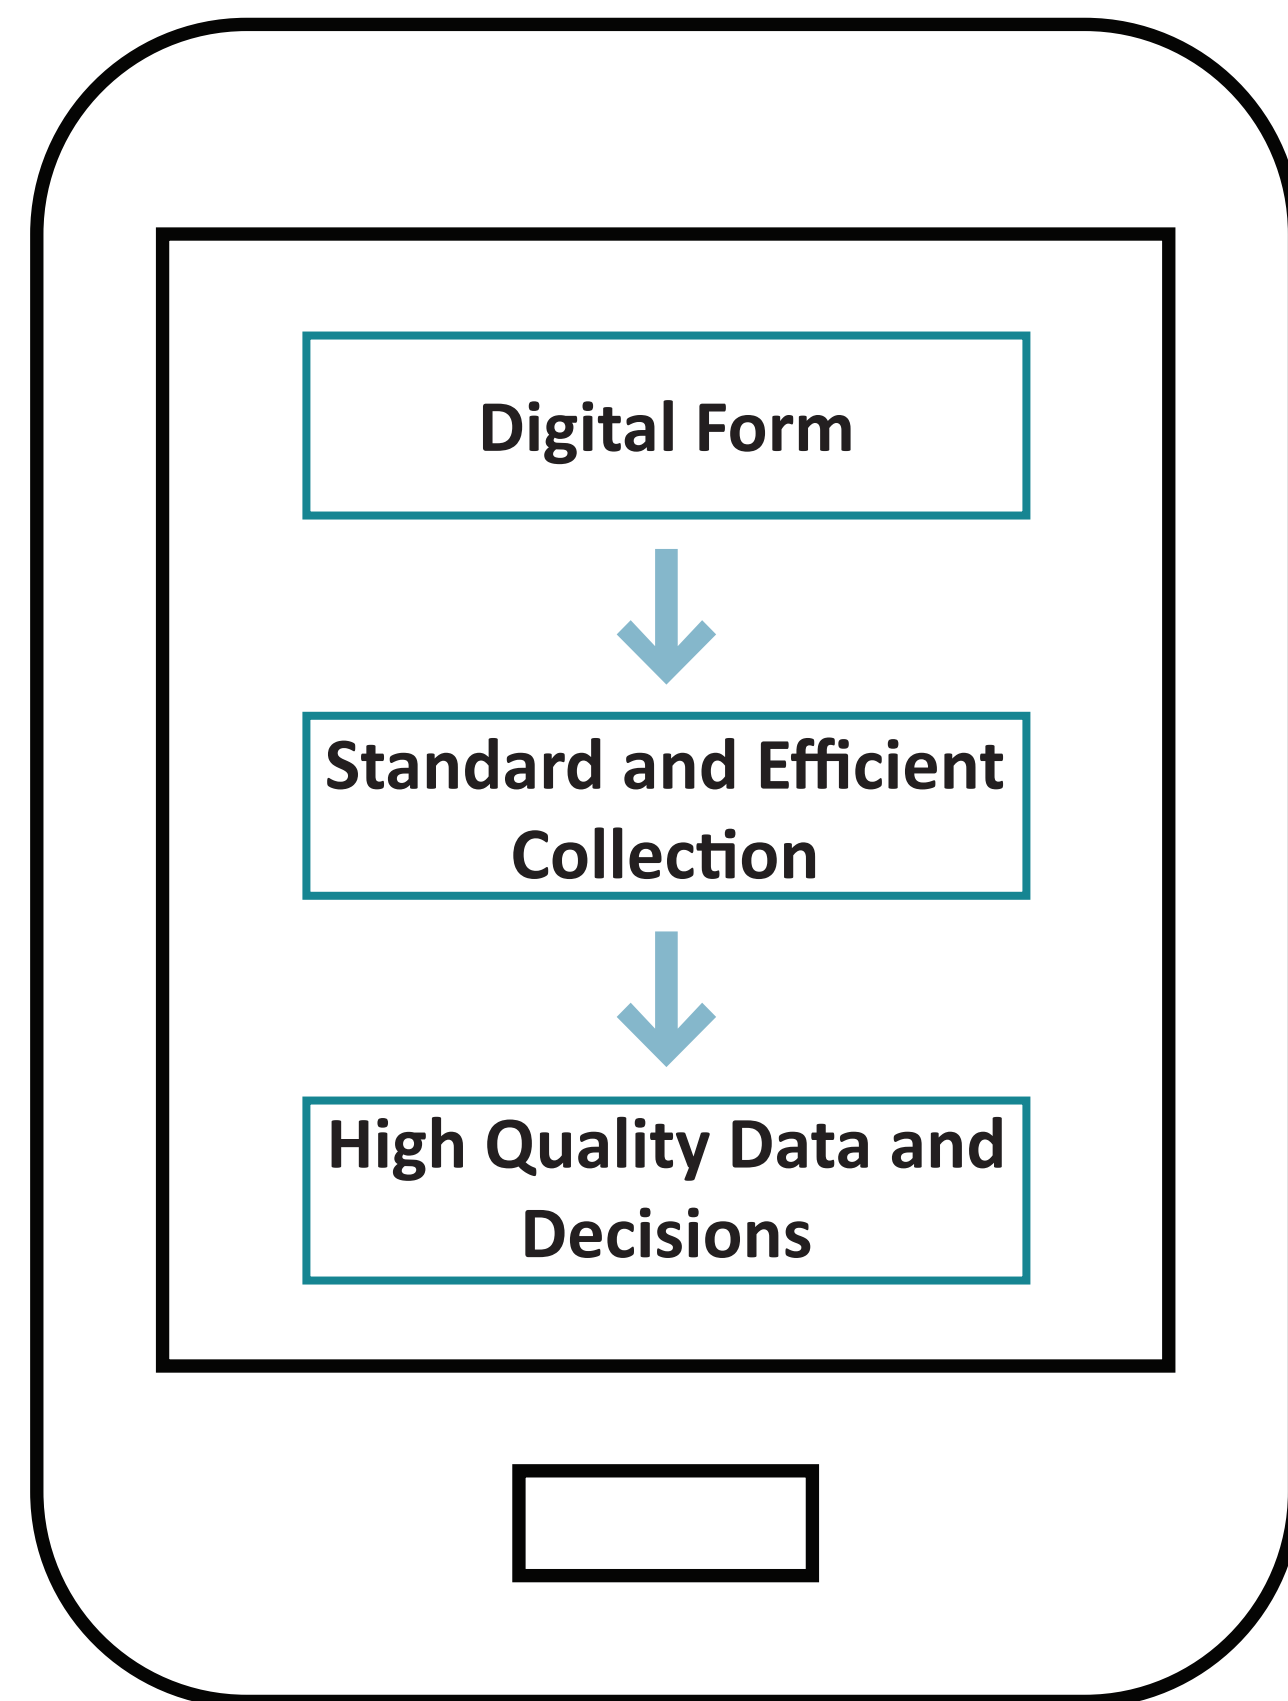 Digital Form
Standard and Efficient
Collection
High Quality Data and
Decisions